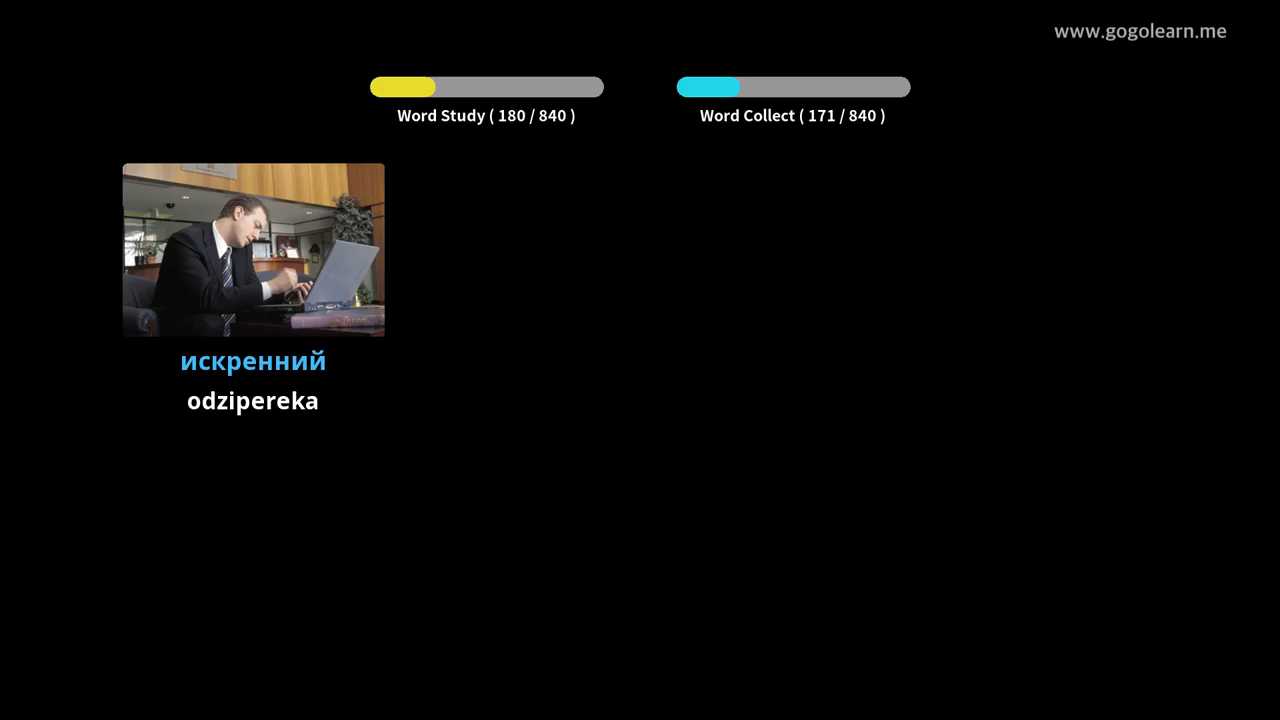 www.gogolearn.me
Word Study ( 180 / 840 )
Word Collect ( 171 / 840 )
искренний
odzipereka